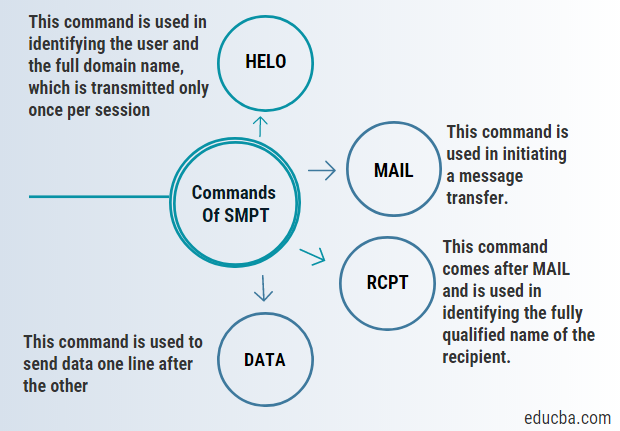 This command is used in
identifying the user and
the full domain name,
which is transmitted only
once per session
HELO
Commands
Of SMPT
MAIL
This command is
used in initiating
a message
transfer.
RCPT
This command
comes after MAIL
and is used in
identifying the fully
qualified name of the
recipient.
This command is used to
send data one line after
the other
DATA
educba.com